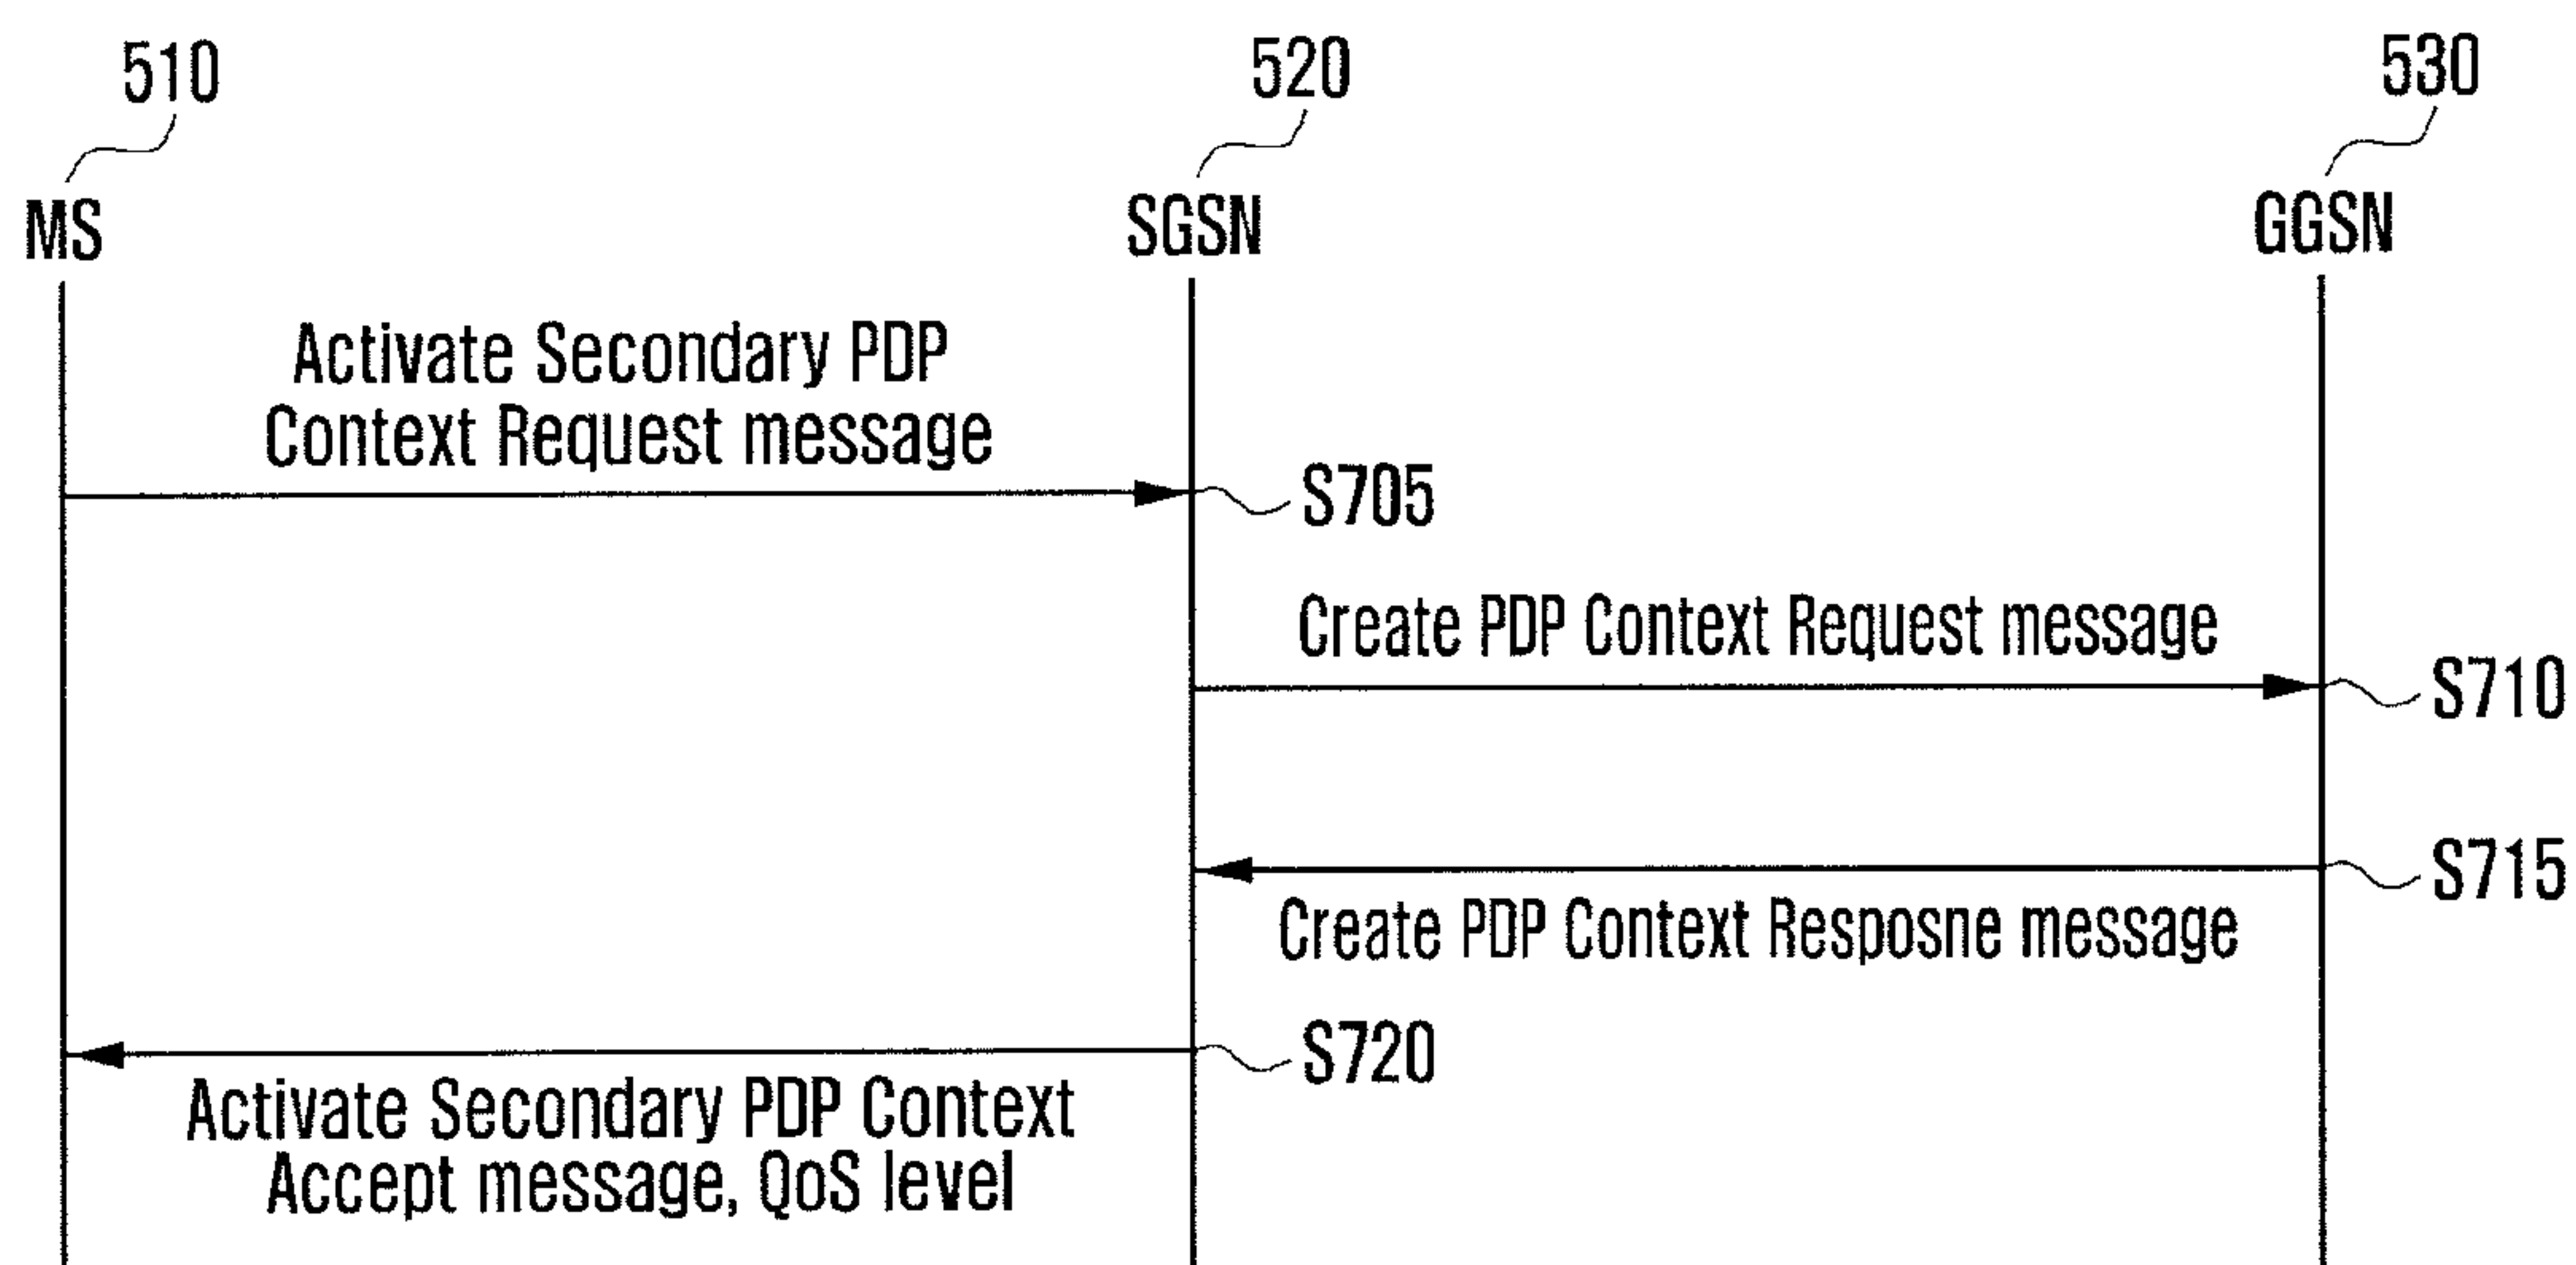 510
520
530
MS
SGSN
GGSN
Activate Secondary PDP
Context Request message
S705
Create PDP Context Request message
S710
S715
Create PDP Context Resposne message
S720
Activate Secondary PDP Context
Accept message, QoS level